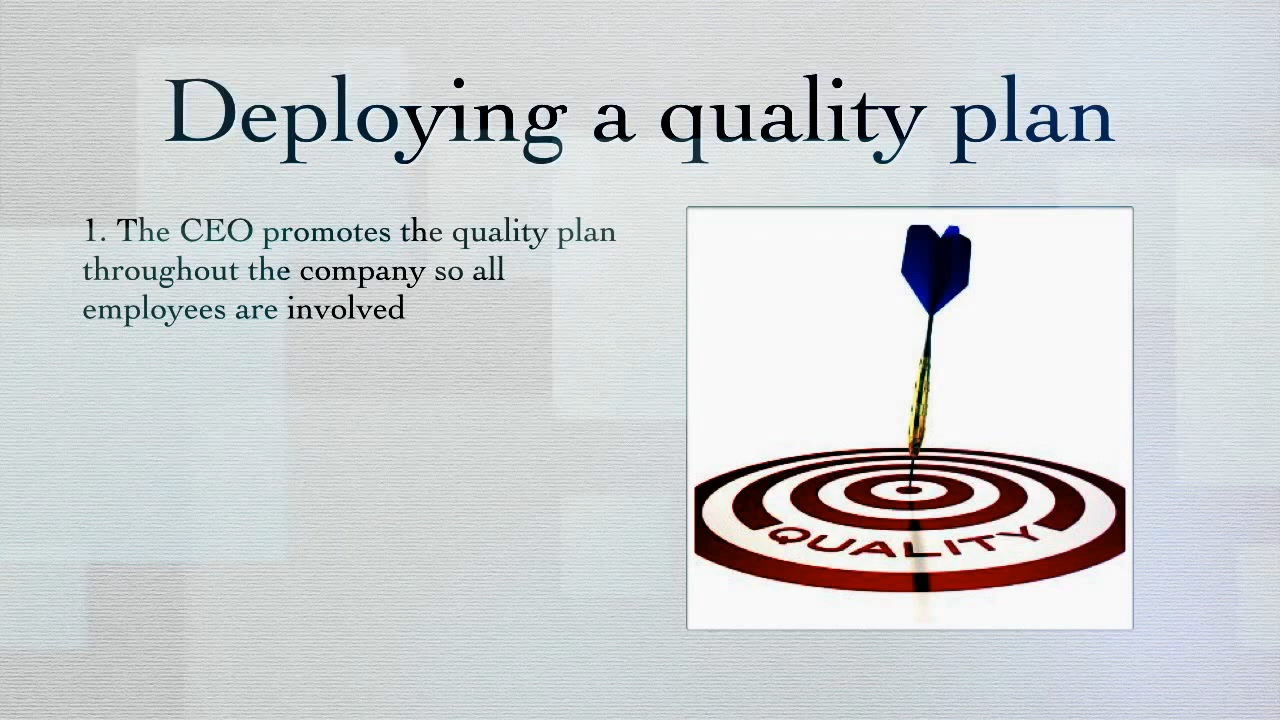 Deploying a quality plan
1. The CEO promotes the quality plan
throughout the company so all
employees are involved
QUALITY